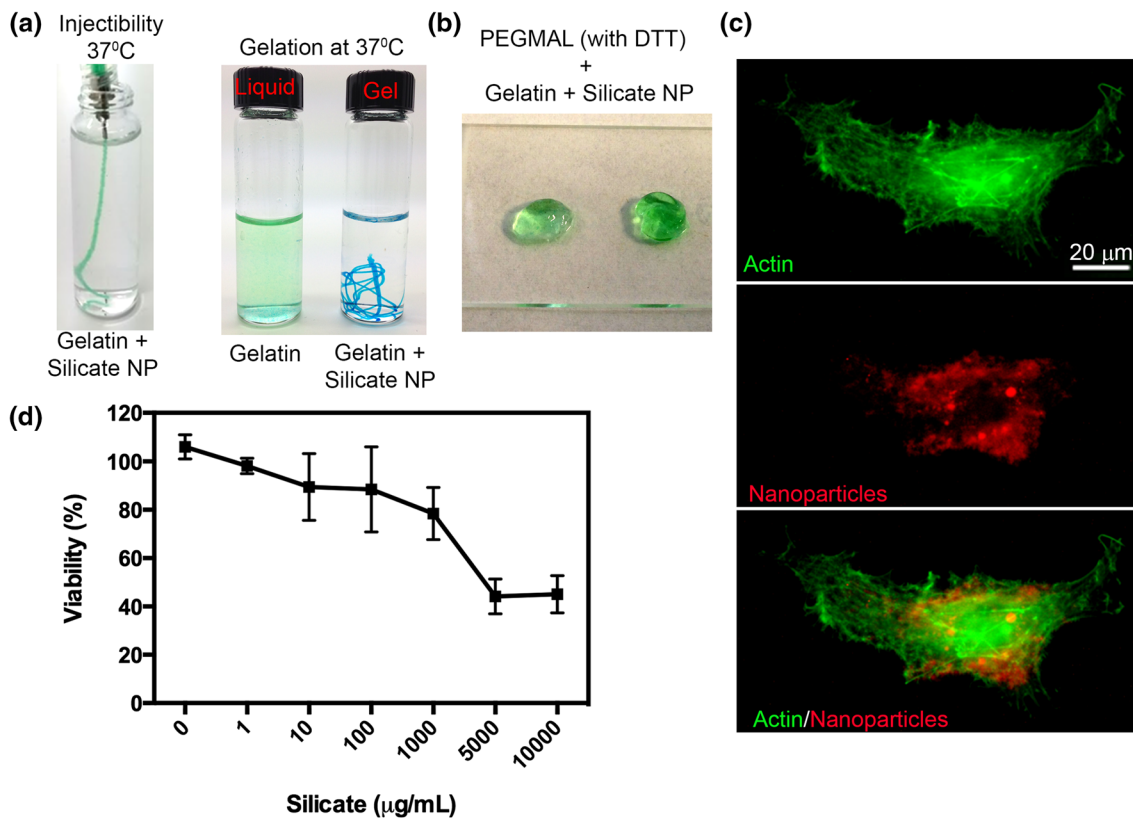 (a)
Injectibility
37⁰C
Gelatin +
Silicate NP
Gelation at 37⁰C
Liquid
Gel
Gelatin
Gelatin +
Silicate NP
(b)
PEGMAL (with DTT)
+
Gelatin + Silicate NP
(c)
Actin
20 μm
Nanoparticles
Actin/Nanoparticles
(d)
Viability (%)
120
100
80
60
40
20
0
0
1
10
100
1000
5000
10000
Silicate (μg/mL)